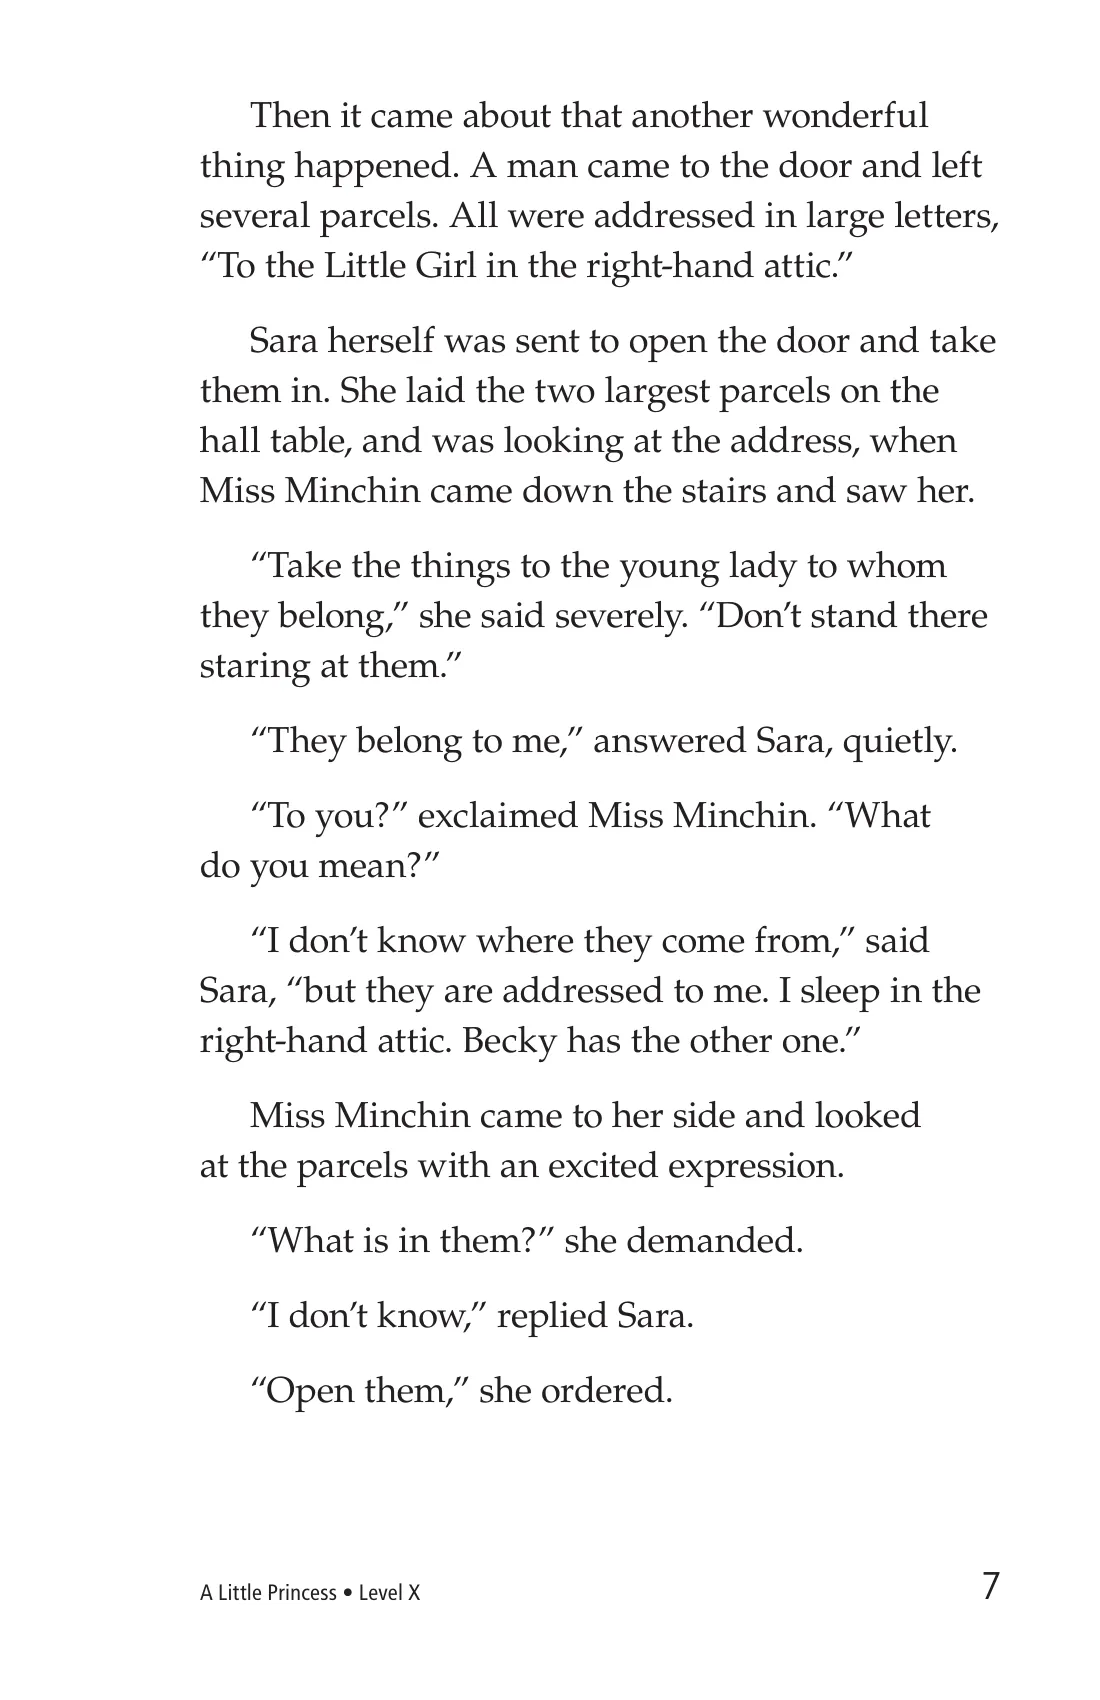 Then it came about that another wonderful
thing happened. A man came to the door and left
several parcels. All were addressed in large letters,
“To the Little Girl in the right-hand attic.”
Sara herself was sent to open the door and take
them in. She laid the two largest parcels on the
hall table, and was looking at the address, when
Miss Minchin came down the stairs and saw her.
“Take the things to the young lady to whom
they belong,” she said severely. “Don’t stand there
staring at them.”
“They belong to me,” answered Sara, quietly.
“To you?” exclaimed Miss Minchin. “What
do you mean?”
“I don’t know where they come from,” said
Sara, “but they are addressed to me. I sleep in the
right-hand attic. Becky has the other one.”
Miss Minchin came to her side and looked
at the parcels with an excited expression.
“What is in them?” she demanded.
“I don’t know,” replied Sara.
“Open them,” she ordered.
A Little Princess • Level X 7